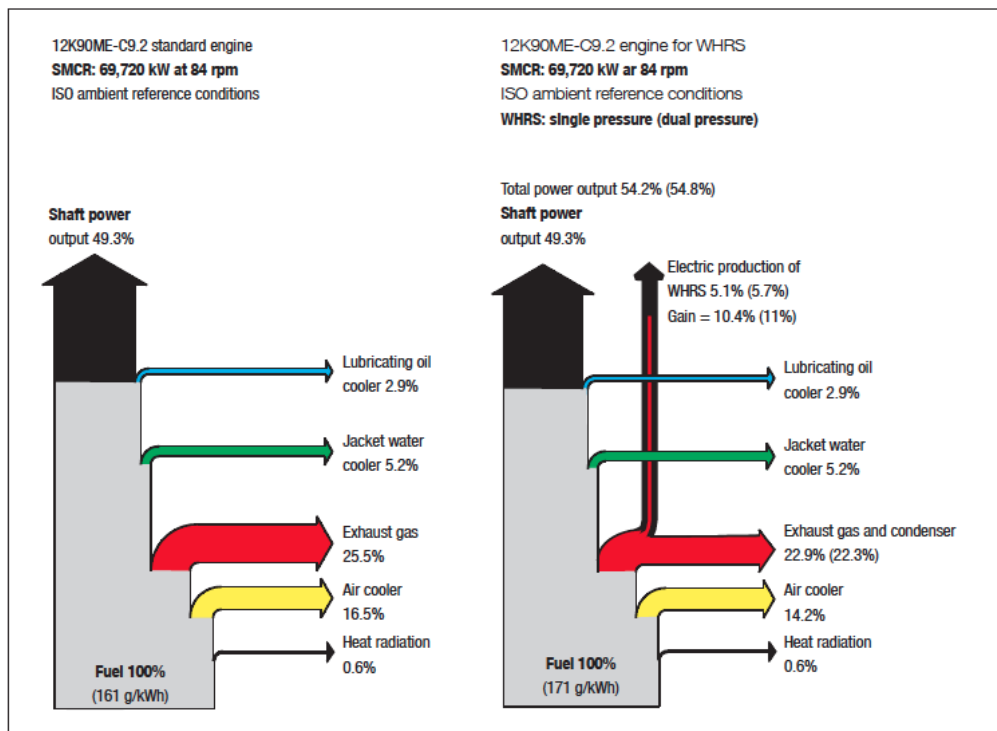 12K90ME-C9.2 standard engine
SMCR: 69,720 kW at 84 rpm
ISO ambient reference conditions
Shaft power
output 49.3%
Lubricating oil
cooler 2.9%
Jacket water
cooler 5.2%
Exhaust gas
25.5%
Air cooler
16.5%
Heat radiation
0.6%
Fuel 100%
(161 g/kWh)
12K90ME-C9.2 engine for WHRS
SMCR: 69,720 kW ar 84 rpm
ISO ambient reference conditions
WHRS: single pressure (dual pressure)
Total power output 54.2% (54.8%)
Shaft power
output 49.3%
Electric production of
WHRS 5.1% (5.7%)
Gain = 10.4% (11%)
Lubricating oil
cooler 2.9%
Jacket water
cooler 5.2%
Exhaust gas and condenser
22.9% (22.3%)
Air cooler
14.2%
Heat radiation
0.6%
Fuel 100%
(171 g/kWh)